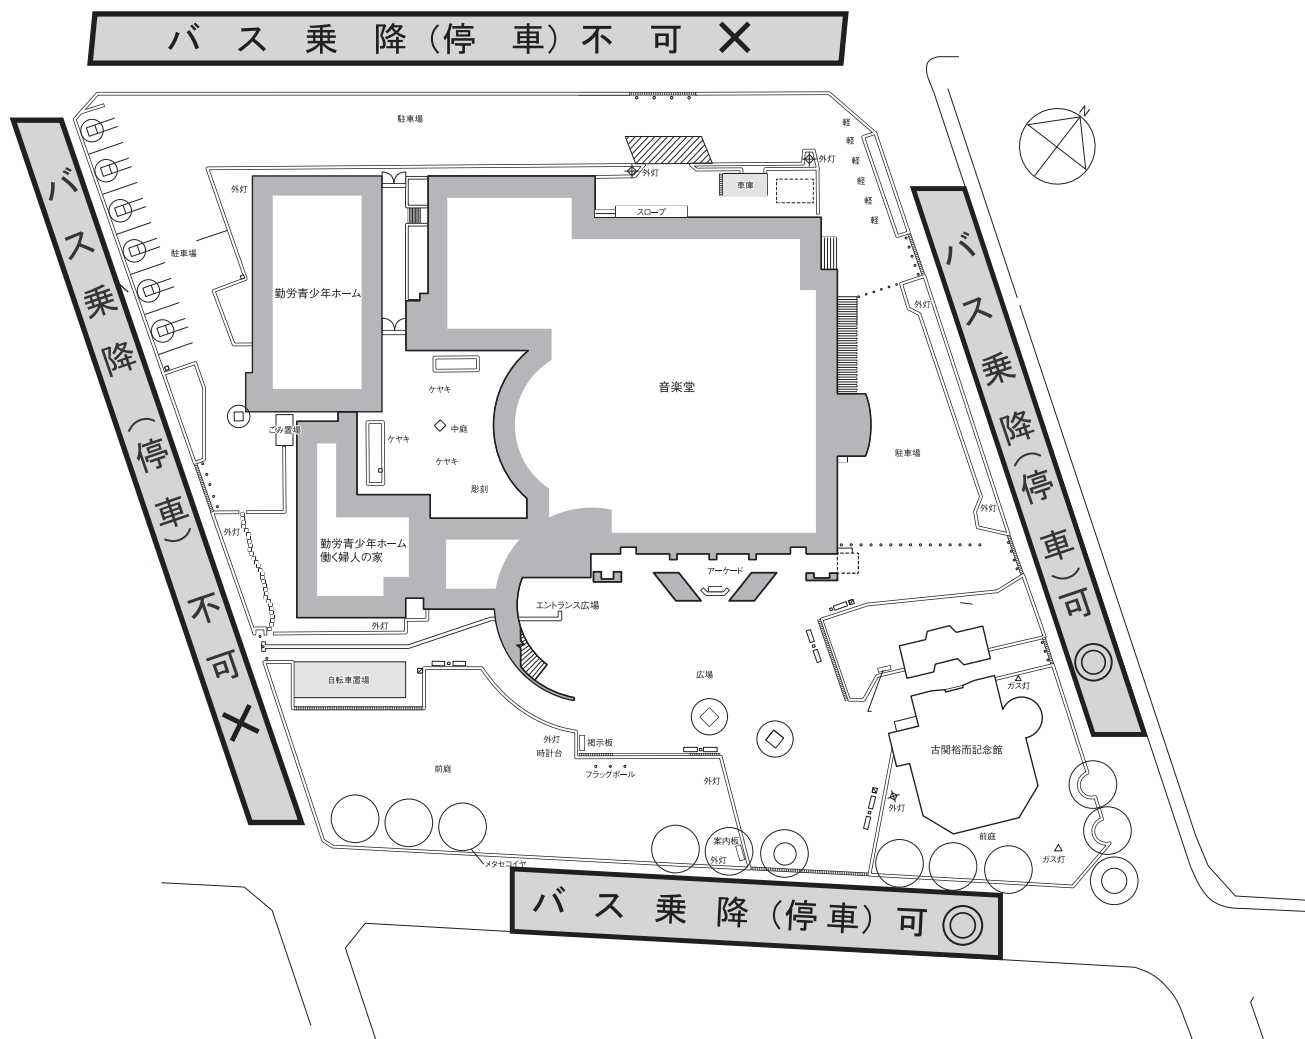 バス乗降(停車)不可 ×
N
駐車場
軽
軽
軽
軽
軽
軽
外灯
外灯
車庫
スロープ
外灯
駐車場
バス乗降(停車)不可 ×
バス乗降(停車)可 ◎
勤労青少年ホーム
音楽堂
外灯
ケヤキ
中庭
ケヤキ
ケヤキ
彫刻
ごみ置場
駐車場
外灯
外灯
勤労青少年ホーム
働く婦人の家
アーケード
エントランス広場
外灯
自転車置場
広場
ガス灯
外灯
時計台
掲示板
フラッグポール
古関裕而記念館
前庭
外灯
外灯
前庭
案内板
外灯
ガス灯
メタセコイヤ
バス乗降(停車)可 ◎